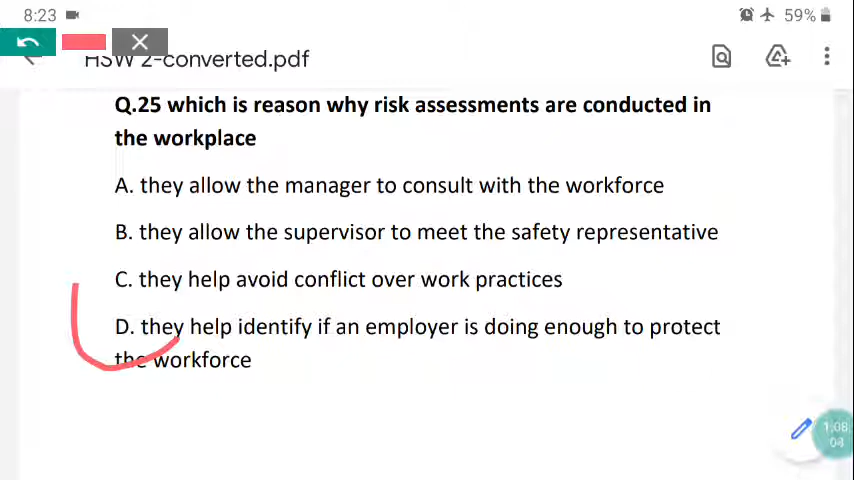 8:23 59%
HSW 2-converted.pdf
Q.25 which is reason why risk assessments are conducted in
the workplace
A. they allow the manager to consult with the workforce
B. they allow the supervisor to meet the safety representative
C. they help avoid conflict over work practices
D. they help identify if an employer is doing enough to protect
the workforce
1:08
04